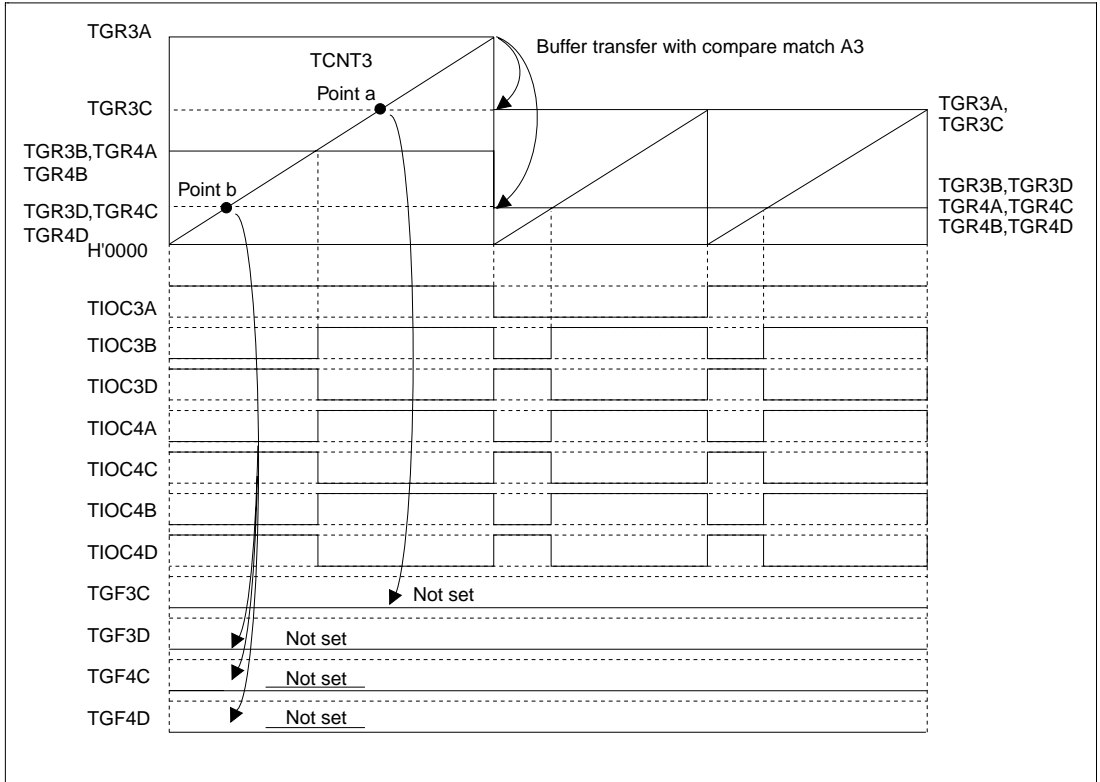 TGR3A
TCNT3
Buffer transfer with compare match A3
Point a
TGR3C
TGR3A,
TGR3C
TGR3B,TGR4A
TGR4B
Point b
TGR3D,TGR4C
TGR4D
H'0000
TGR3B,TGR3D
TGR4A,TGR4C
TGR4B,TGR4D
TIOC3A
TIOC3B
TIOC3D
TIOC4A
TIOC4C
TIOC4B
TIOC4D
TGF3C
Not set
TGF3D
Not set
TGF4C
Not set
TGF4D
Not set